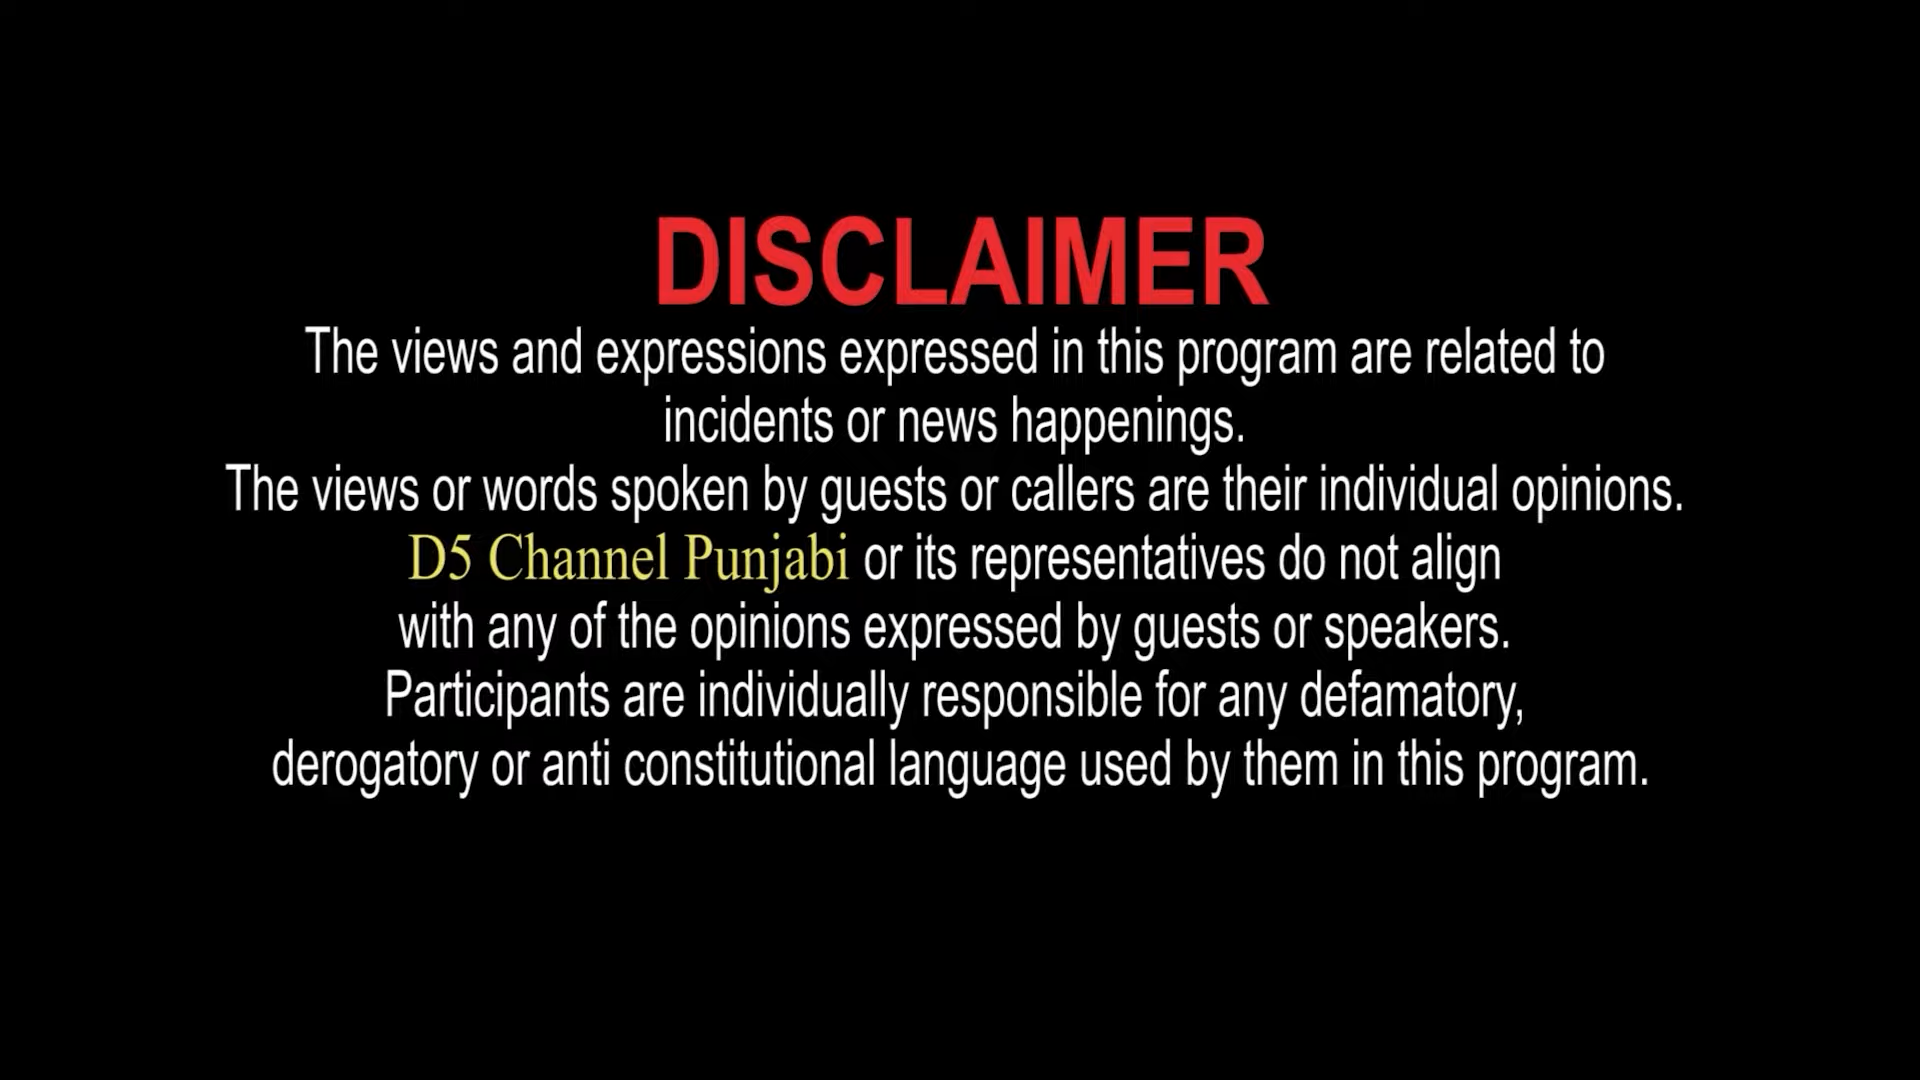 DISCLAIMER
The views and expressions expressed in this program are related to
incidents or news happenings.
The views or words spoken by guests or callers are their individual opinions.
D5 Channel Punjabi or its representatives do not align
with any of the opinions expressed by guests or speakers.
Participants are individually responsible for any defamatory,
derogatory or anti constitutional language used by them in this program.